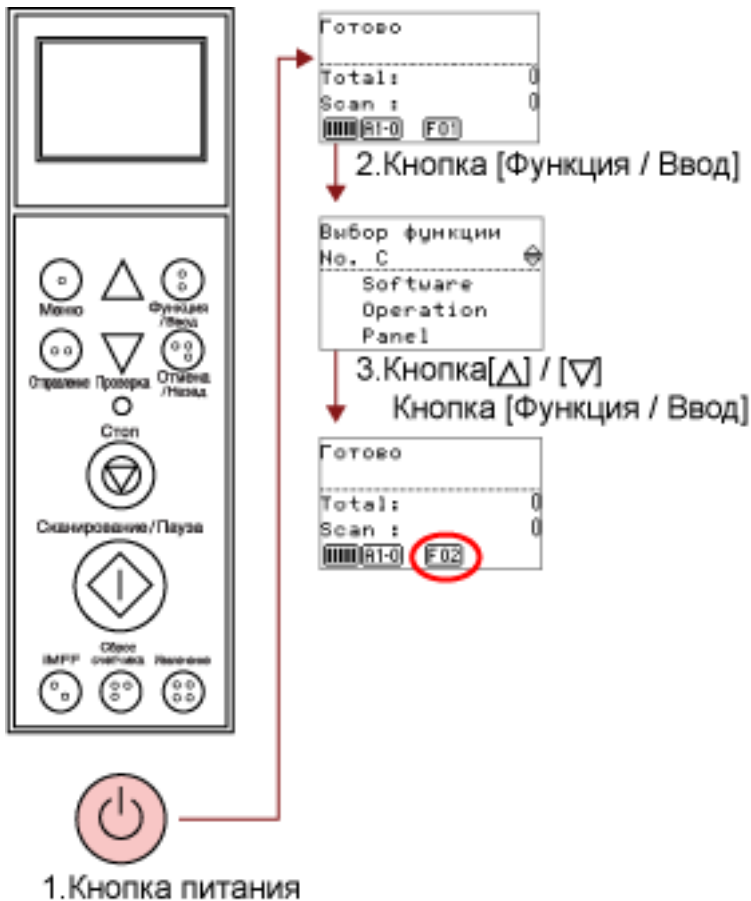 Готово
Total: 0
Scan : 0
A1-0 F01
2.Кнопка [Функция / Ввод]
Выбор функции
No. C
Software
Operation
Panel
3.Кнопка[△] / [▽]
Кнопка [Функция / Ввод]
Готово
Total: 0
Scan : 0
A1-0 F02
Меню
Функция
/Ввод
Отправление Проверка Отмена
/Назад
Стоп
Сканирование/Пауза
IMFF Сброс
счетчика
1.Кнопка питания